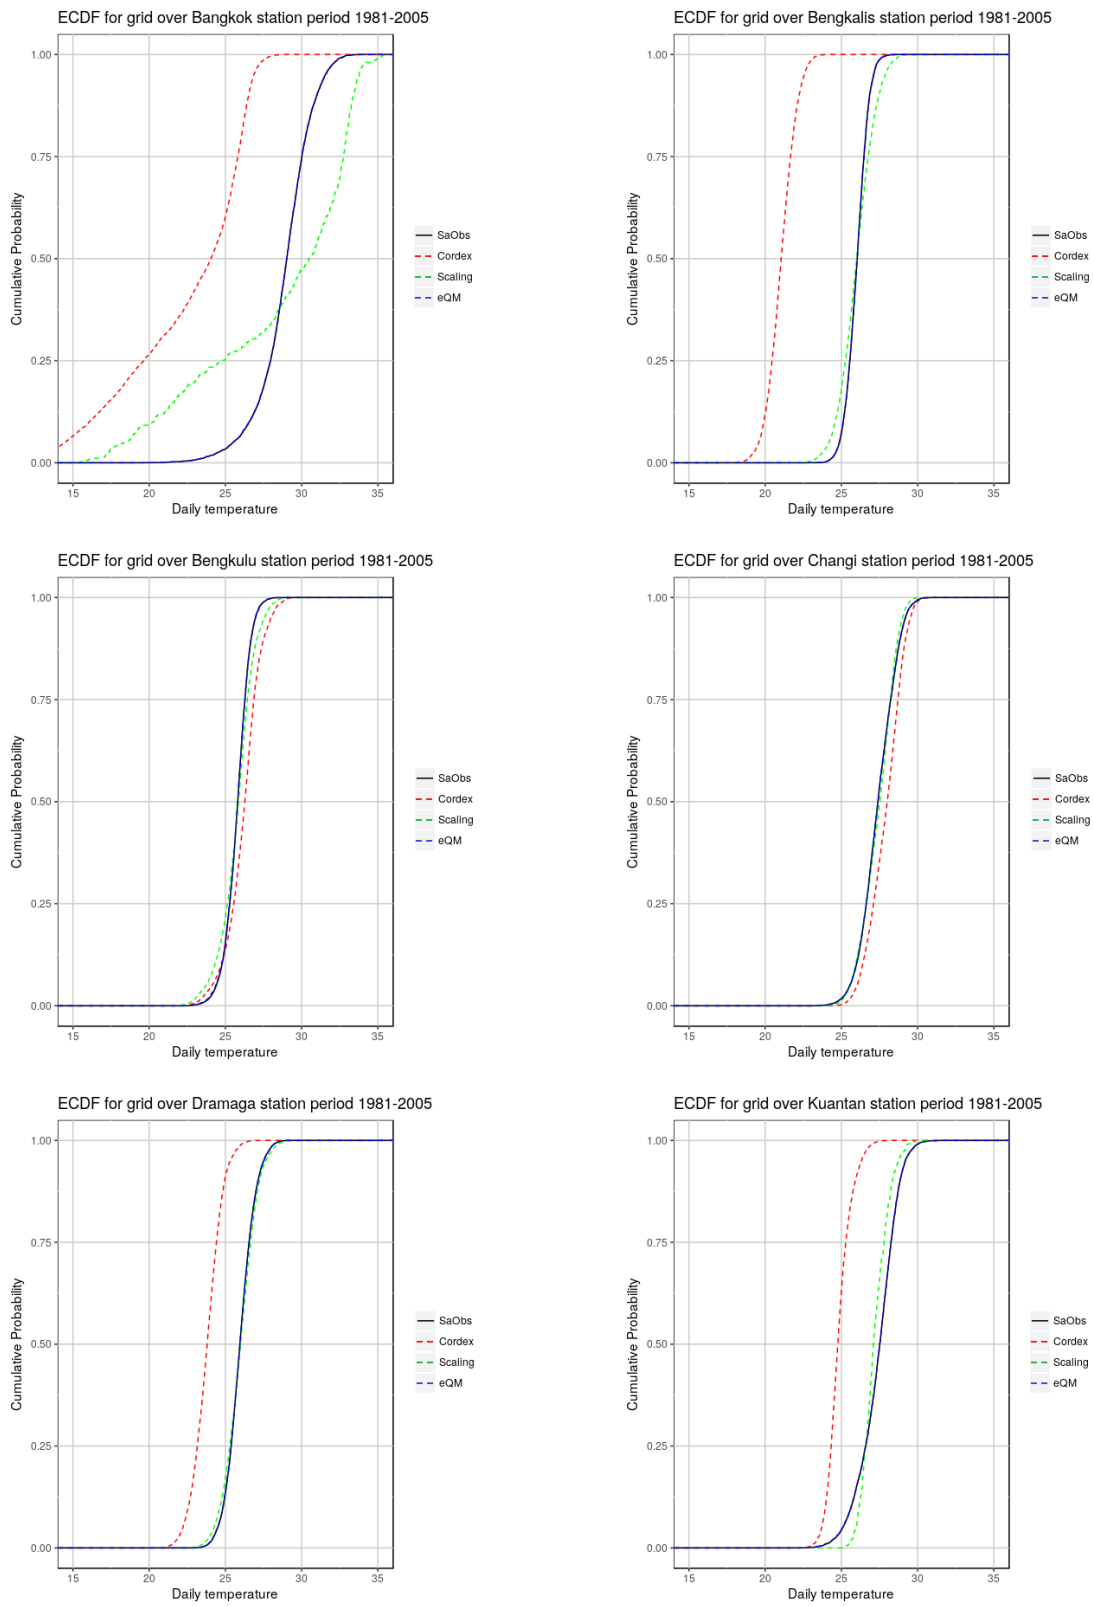 ECDF for grid over Bangkok station period 1981-2005
1.00
0.75
0.50
0.25
0.00
Cumulative Probability
15 20 25 30 35
Daily temperature
SaObs
Cordex
Scaling
eQM
ECDF for grid over Bengkalis station period 1981-2005
1.00
0.75
0.50
0.25
0.00
Cumulative Probability
15 20 25 30 35
Daily temperature
SaObs
Cordex
Scaling
eQM
ECDF for grid over Bengkulu station period 1981-2005
1.00
0.75
0.50
0.25
0.00
Cumulative Probability
15 20 25 30 35
Daily temperature
SaObs
Cordex
Scaling
eQM
ECDF for grid over Changi station period 1981-2005
1.00
0.75
0.50
0.25
0.00
Cumulative Probability
15 20 25 30 35
Daily temperature
SaObs
Cordex
Scaling
eQM
ECDF for grid over Dramaga station period 1981-2005
1.00
0.75
0.50
0.25
0.00
Cumulative Probability
15 20 25 30 35
Daily temperature
SaObs
Cordex
Scaling
eQM
ECDF for grid over Kuantan station period 1981-2005
1.00
0.75
0.50
0.25
0.00
Cumulative Probability
15 20 25 30 35
Daily temperature
SaObs
Cordex
Scaling
eQM